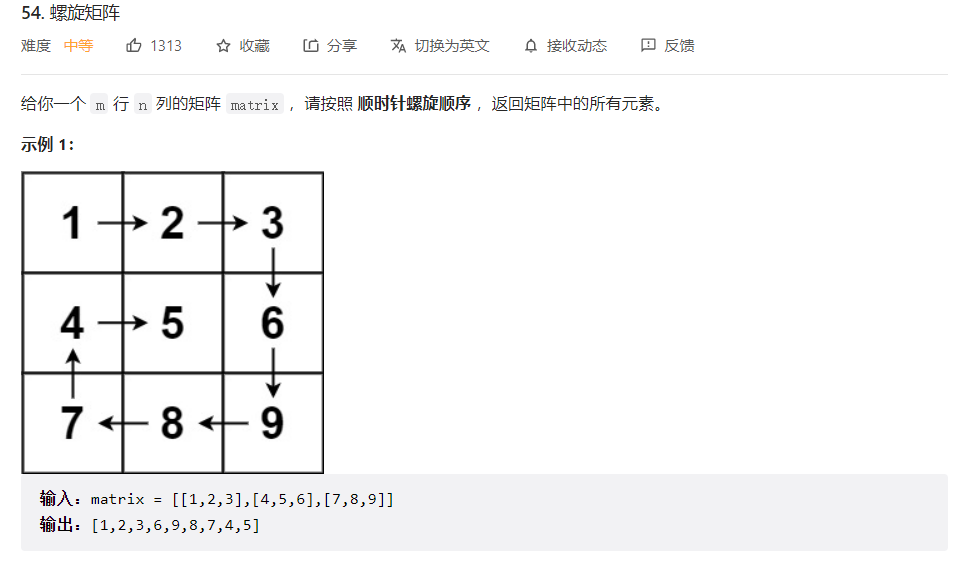 54. 螺旋矩阵
难度 中等 1313 收藏 分享 切换为英文 接收动态 反馈
给你一个 m 行 n 列的矩阵 matrix ，请按照 顺时针螺旋顺序 ，返回矩阵中的所有元素。
示例 1：
1 2 3
4 5 6
7 8 9
输入：matrix = [[1,2,3],[4,5,6],[7,8,9]]
输出：[1,2,3,6,9,8,7,4,5]